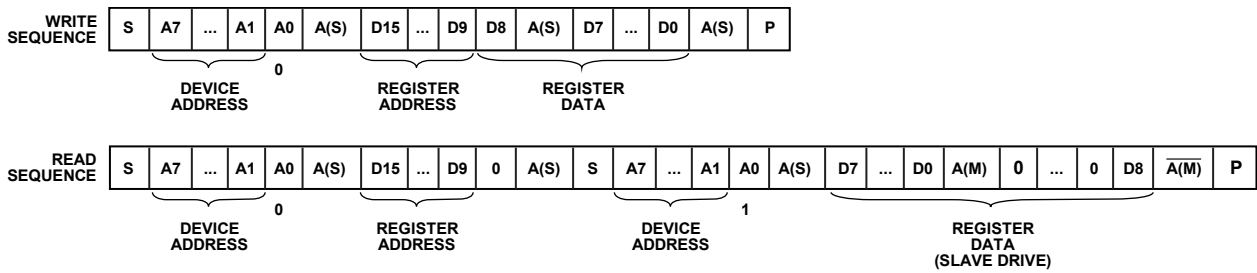 WRITE
SEQUENCE
S A7 ... A1 A0 A(S) D15 ... D9 D8 A(S) D7 ... D0 A(S) P
0
DEVICE
ADDRESS
REGISTER
ADDRESS
REGISTER
DATA
READ
SEQUENCE
S A7 ... A1 A0 A(S) D15 ... D9 0 A(S) S A7 ... A1 A0 A(S) D7 ... D0 A(M) 0 ... 0 D8 A̅(̅M̅)̅ P
0 1
DEVICE
ADDRESS
REGISTER
ADDRESS
DEVICE
ADDRESS
REGISTER
DATA
(SLAVE DRIVE)